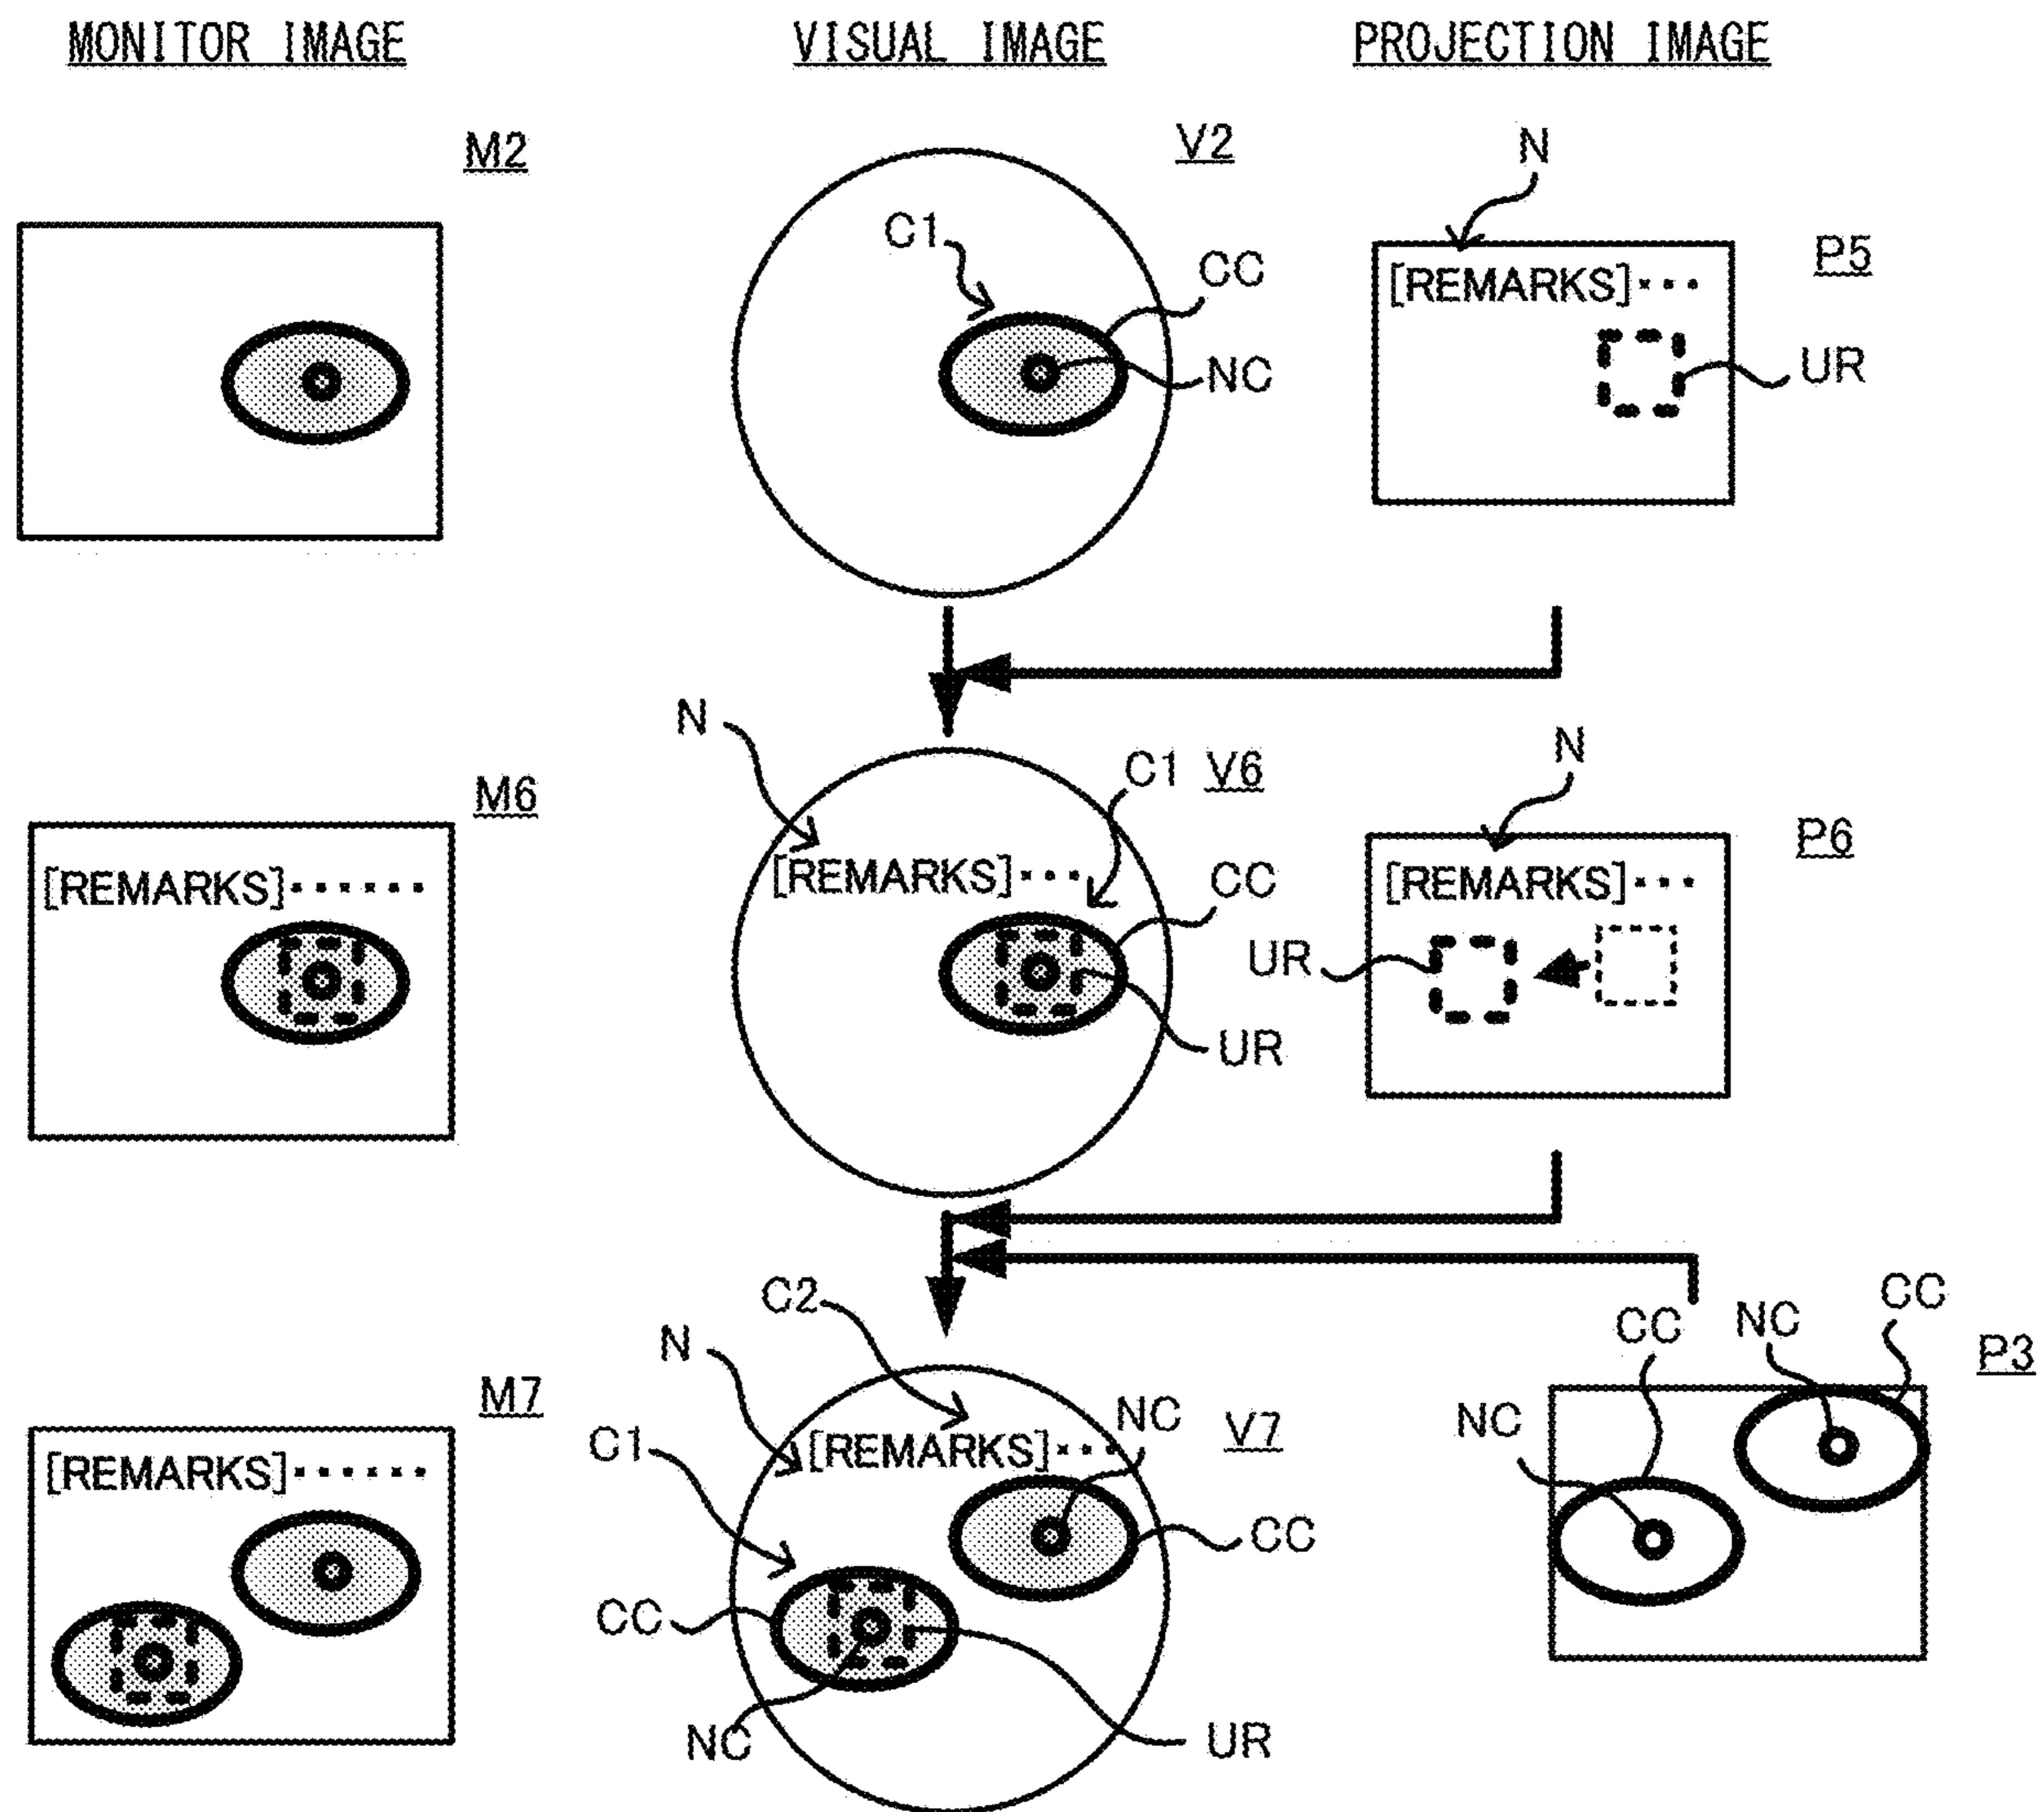 MONITOR IMAGE VISUAL IMAGE PROJECTION IMAGE
M2 V2 N
C1 CC P5
[REMARKS]···
NC UR
N C1 V6 N
M6 P6
[REMARKS]······ [REMARKS]···· [REMARKS]···
CC
UR
UR
C2 CC NC CC
N P3
M7 NC V7 NC
C1 [REMARKS]····
[REMARKS]······
CC
CC
NC UR